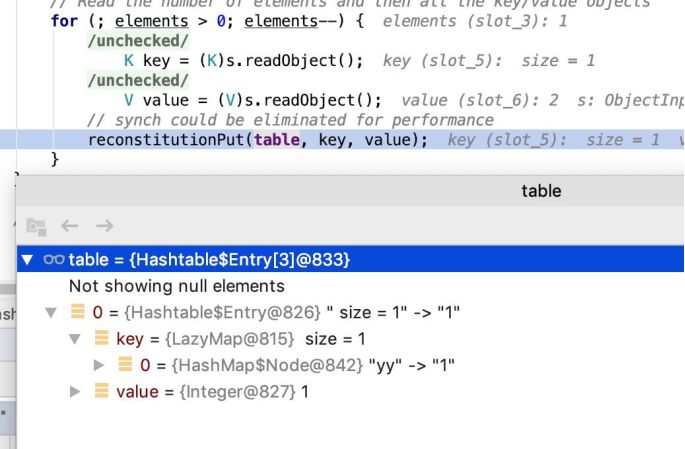 // Read the number of elements and then all the key/value objects
for (; elements > 0; elements--) { elements (slot_3): 1
/unchecked/
K key = (K)s.readObject(); key (slot_5): size = 1
/unchecked/
V value = (V)s.readObject(); value (slot_6): 2 s: ObjectInp
// synch could be eliminated for performance
reconstitutionPut(table, key, value); key (slot_5): size = 1 v
}
table
table = {Hashtable$Entry[3]@833}
Not showing null elements
0 = {Hashtable$Entry@826} " size = 1" -> "1"
key = {LazyMap@815} size = 1
0 = {HashMap$Node@842} "yy" -> "1"
value = {Integer@827} 1